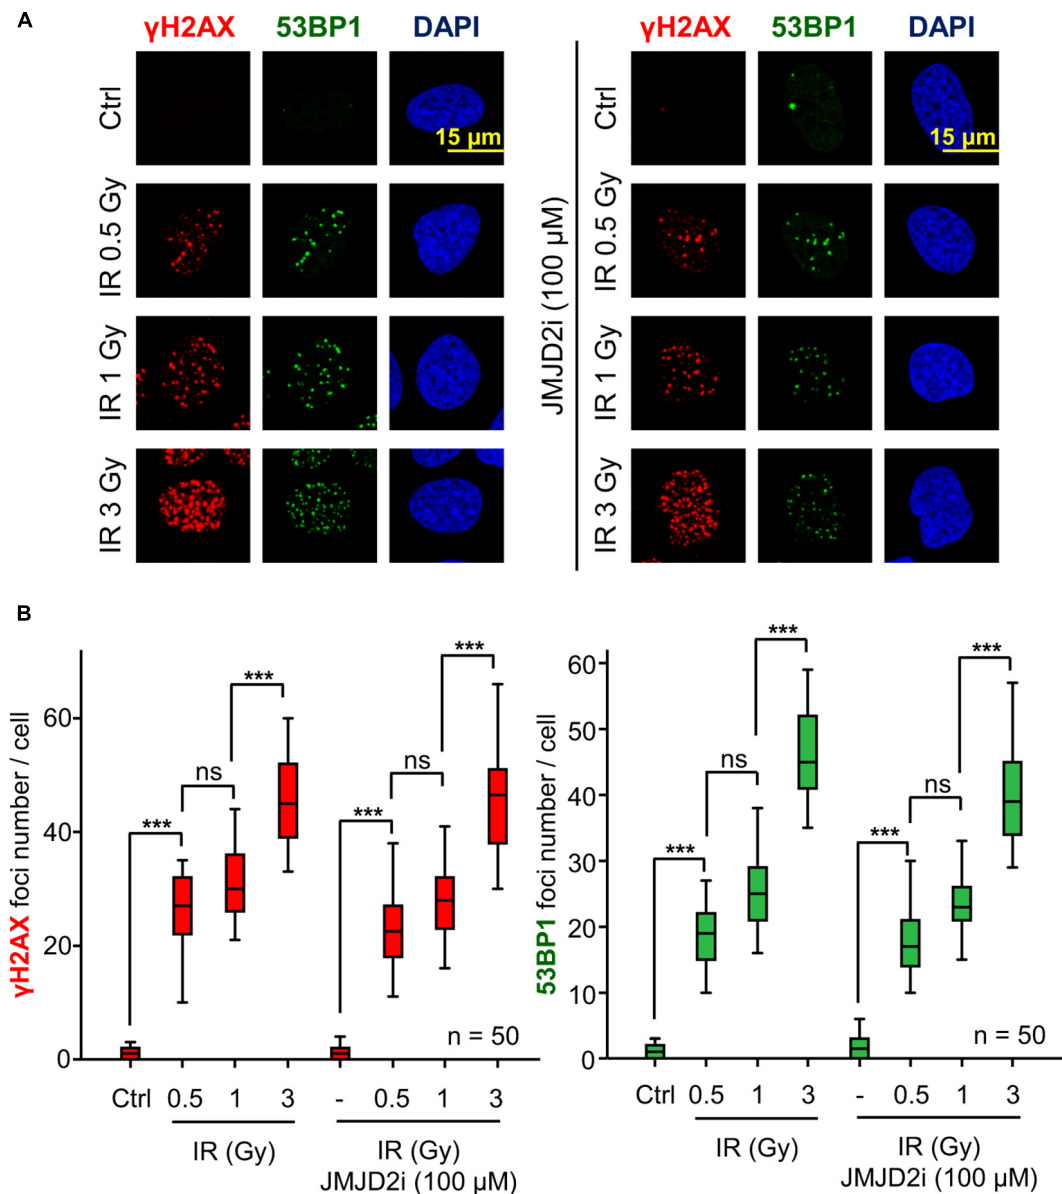 A
γH2AX 53BP1 DAPI γH2AX 53BP1 DAPI
Ctrl
15 µm
Ctrl
15 µm
IR 0.5 Gy
IR 0.5 Gy
IR 1 Gy
IR 1 Gy
IR 3 Gy
IR 3 Gy
JMJD2i (100 µM)
B
γH2AX foci number / cell
60
40
20
0
***
ns
***
***
ns
***
n = 50
Ctrl 0.5 1 3 - 0.5 1 3
IR (Gy) IR (Gy)
JMJD2i (100 µM)
53BP1 foci number / cell
60
50
40
30
20
10
0
***
ns
***
***
ns
***
n = 50
Ctrl 0.5 1 3 - 0.5 1 3
IR (Gy) IR (Gy)
JMJD2i (100 µM)